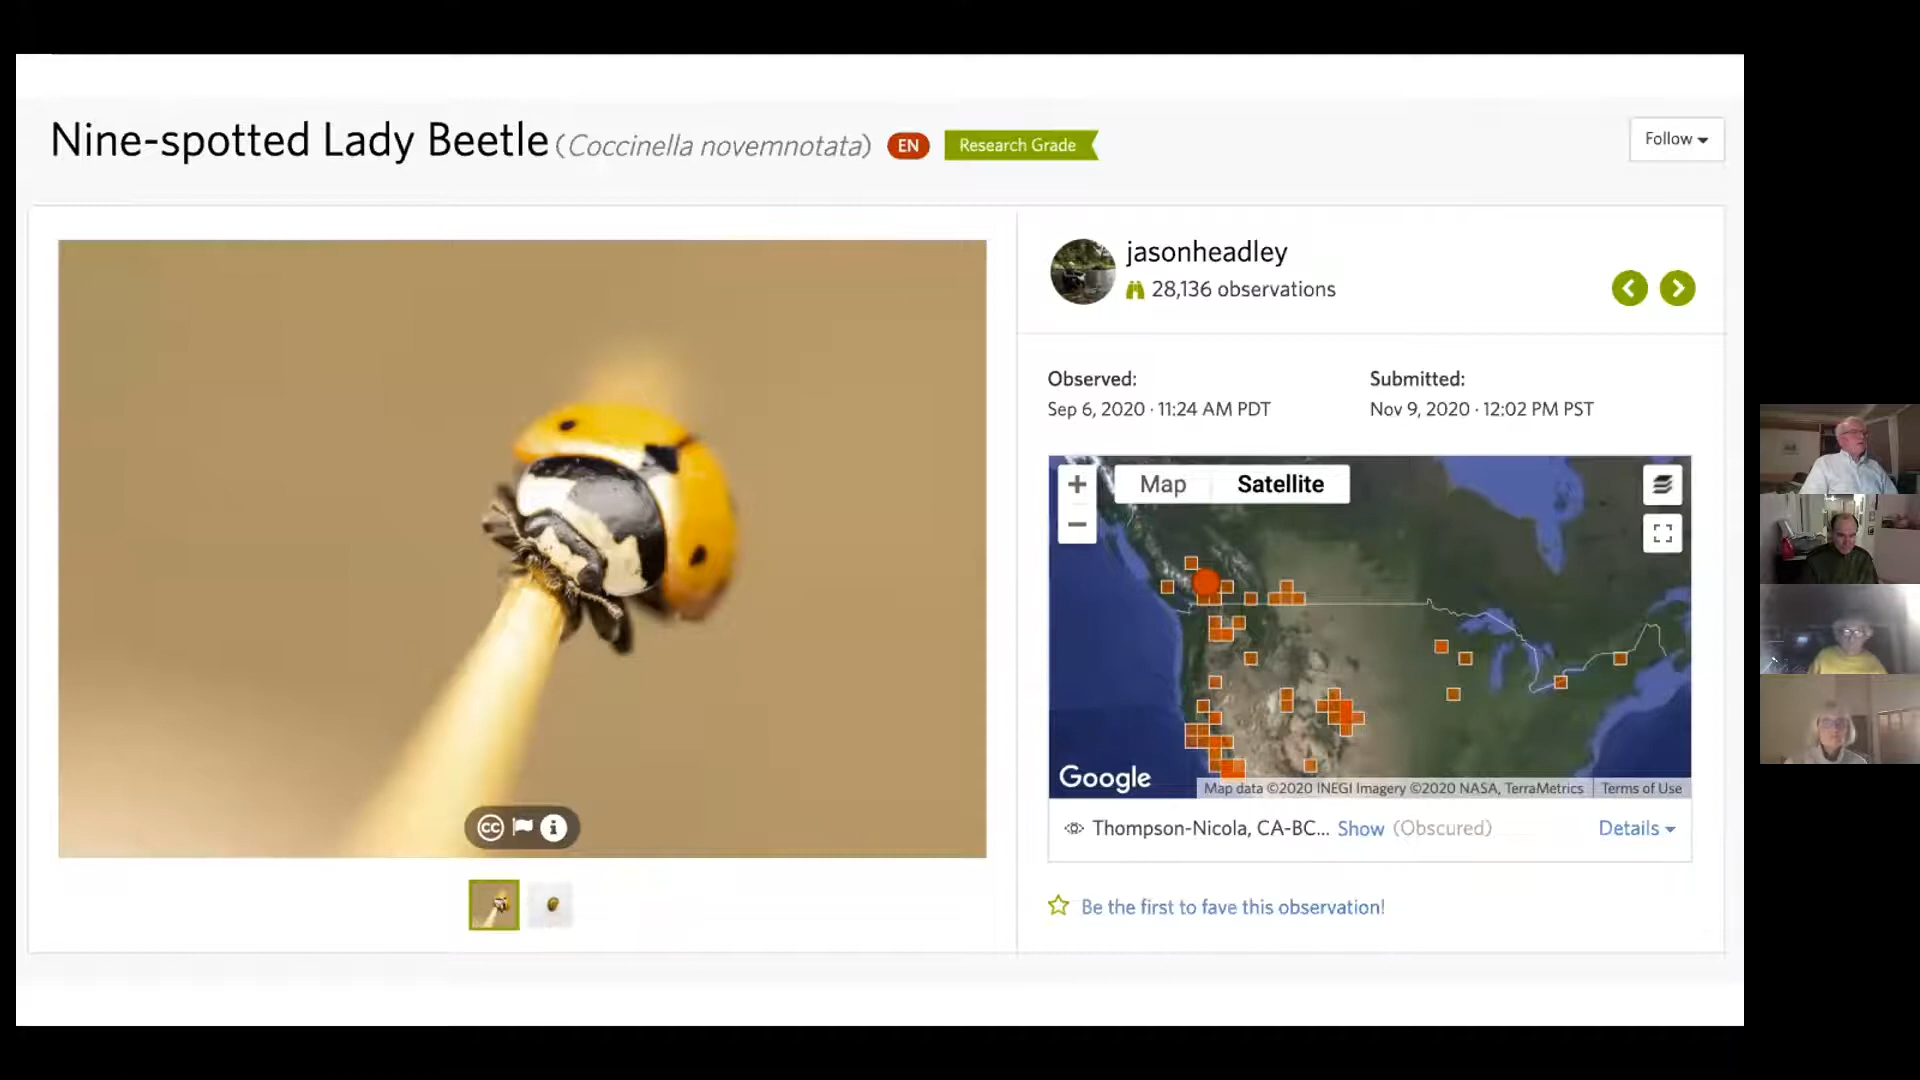 Nine-spotted Lady Beetle (Coccinella novemnotata) EN Research Grade
Follow
jasonheadley
28,136 observations
Observed:
Sep 6, 2020 · 11:24 AM PDT
Submitted:
Nov 9, 2020 · 12:02 PM PST
+
−
Map Satellite
Google
Map data ©2020 INEGI Imagery ©2020 NASA, TerraMetrics Terms of Use
Thompson-Nicola, CA-BC... Show (Obscured) Details
cc i
Be the first to fave this observation!